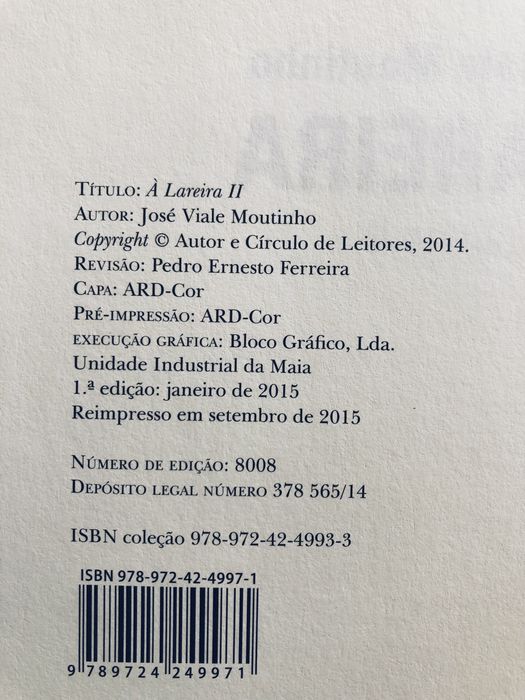 Título: À Lareira II
Autor: José Viale Moutinho
Copyright © Autor e Círculo de Leitores, 2014.
Revisão: Pedro Ernesto Ferreira
Capa: ARD-Cor
Pré-impressão: ARD-Cor
execução gráfica: Bloco Gráfico, Lda.
Unidade Industrial da Maia
1.ª edição: janeiro de 2015
Reimpresso em setembro de 2015
Número de edição: 8008
Depósito legal número 378 565/14
ISBN coleção 978-972-42-4993-3
ISBN 978-972-42-4997-1
9 789724 249971